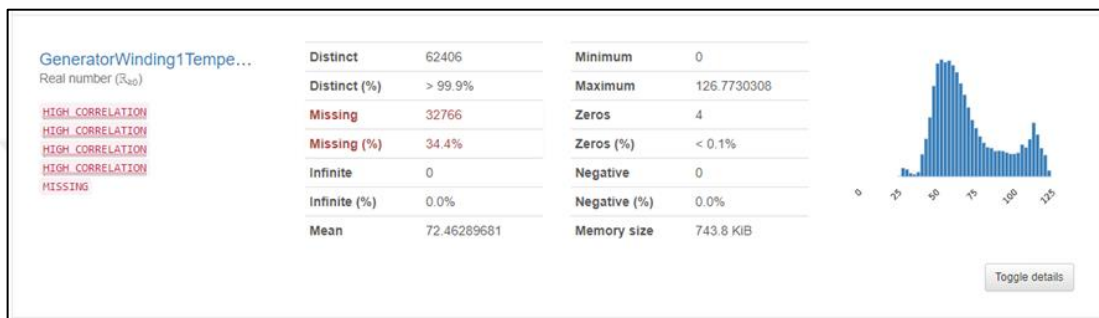 GeneratorWinding1Tempe...
Real number (ℝ≥0)
HIGH CORRELATION
HIGH CORRELATION
HIGH CORRELATION
HIGH CORRELATION
MISSING
Distinct 62406
Distinct (%) > 99.9%
Missing 32766
Missing (%) 34.4%
Infinite 0
Infinite (%) 0.0%
Mean 72.46289681
Minimum 0
Maximum 126.7730308
Zeros 4
Zeros (%) < 0.1%
Negative 0
Negative (%) 0.0%
Memory size 743.8 KiB
0 25 50 75 100 125
Toggle details